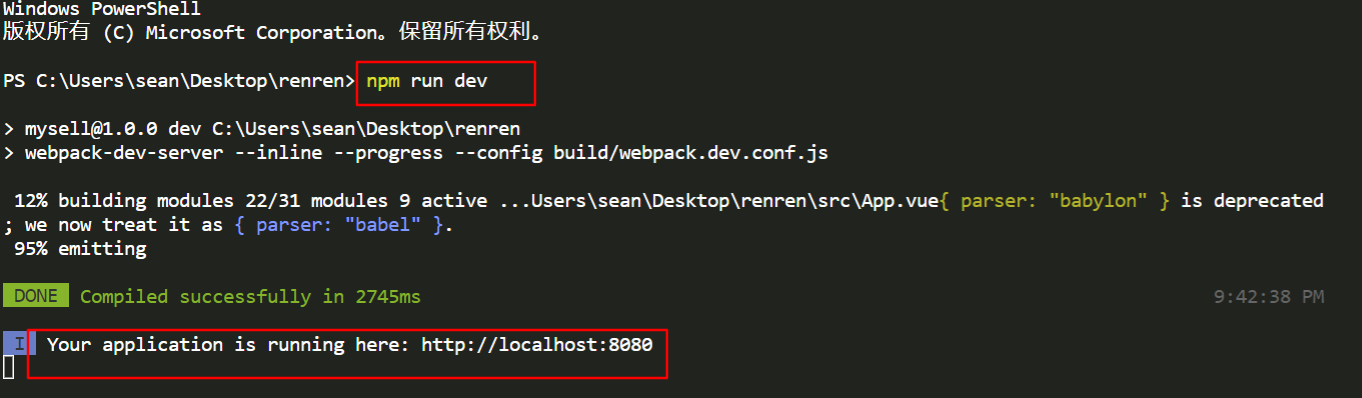 Windows PowerShell
版权所有 (C) Microsoft Corporation。保留所有权利。
PS C:\Users\sean\Desktop\renren> npm run dev
> mysell@1.0.0 dev C:\Users\sean\Desktop\renren
> webpack-dev-server --inline --progress --config build/webpack.dev.conf.js
12% building modules 22/31 modules 9 active ...Users\sean\Desktop\renren\src\App.vue{ parser: "babylon" } is deprecated
; we now treat it as { parser: "babel" }.
95% emitting
DONE Compiled successfully in 2745ms 9:42:38 PM
I Your application is running here: http://localhost:8080